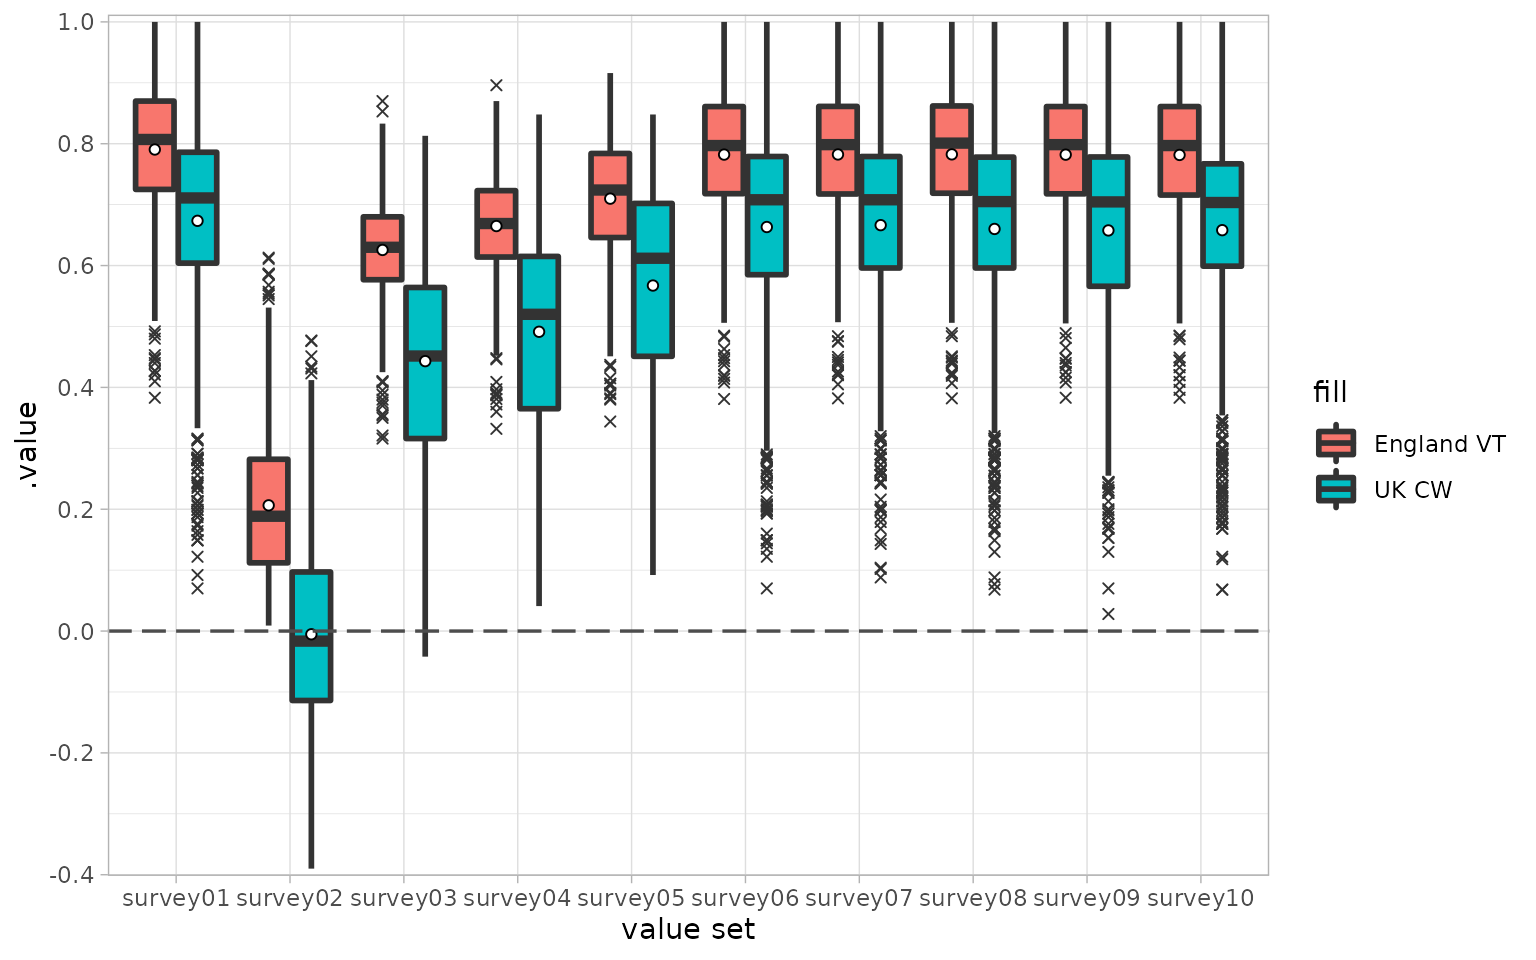 1.0
0.8
0.6
0.4
0.2
0.0
-0.2
-0.4
.value
survey01 survey02 survey03 survey04 survey05 survey06 survey07 survey08 survey09 survey10
value set
fill
England VT
UK CW